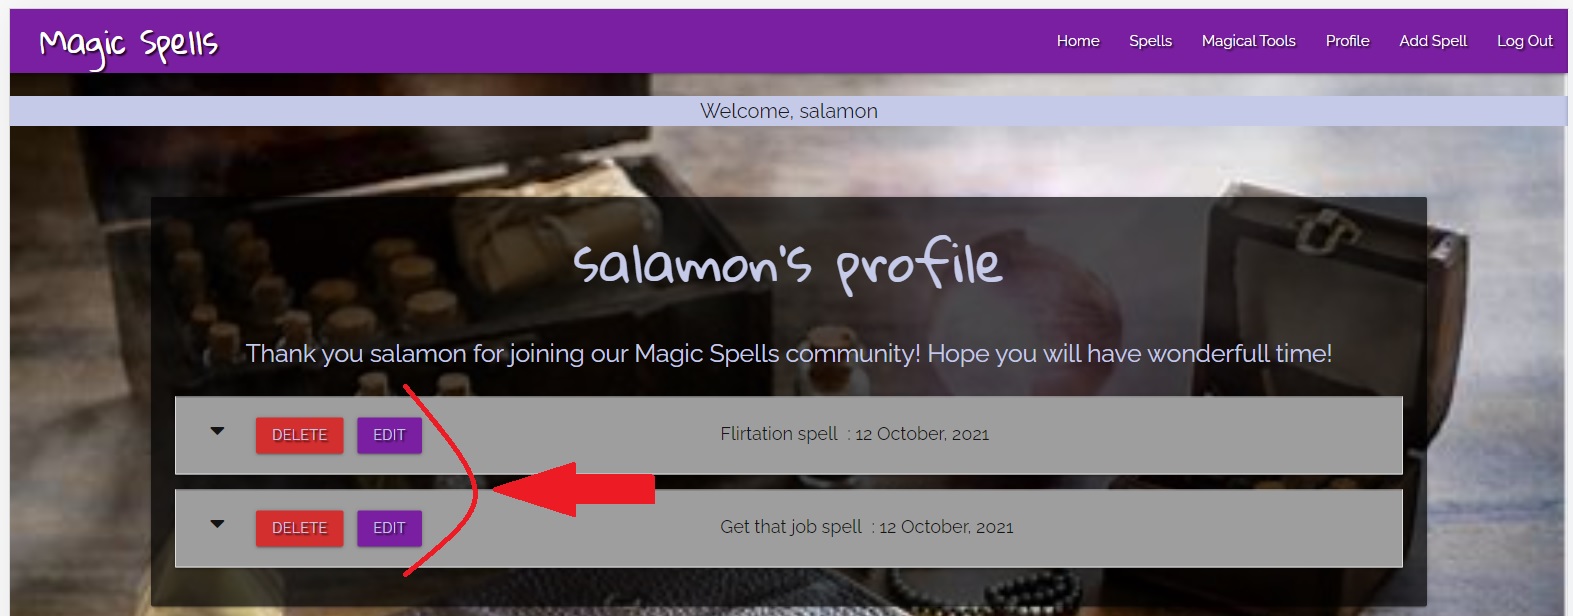 Magic Spells
Home Spells Magical Tools Profile Add Spell Log Out
Welcome, salamon
salamon's profile
Thank you salamon for joining our Magic Spells community! Hope you will have wonderfull time!
DELETE EDIT Flirtation spell : 12 October, 2021
DELETE EDIT Get that job spell : 12 October, 2021